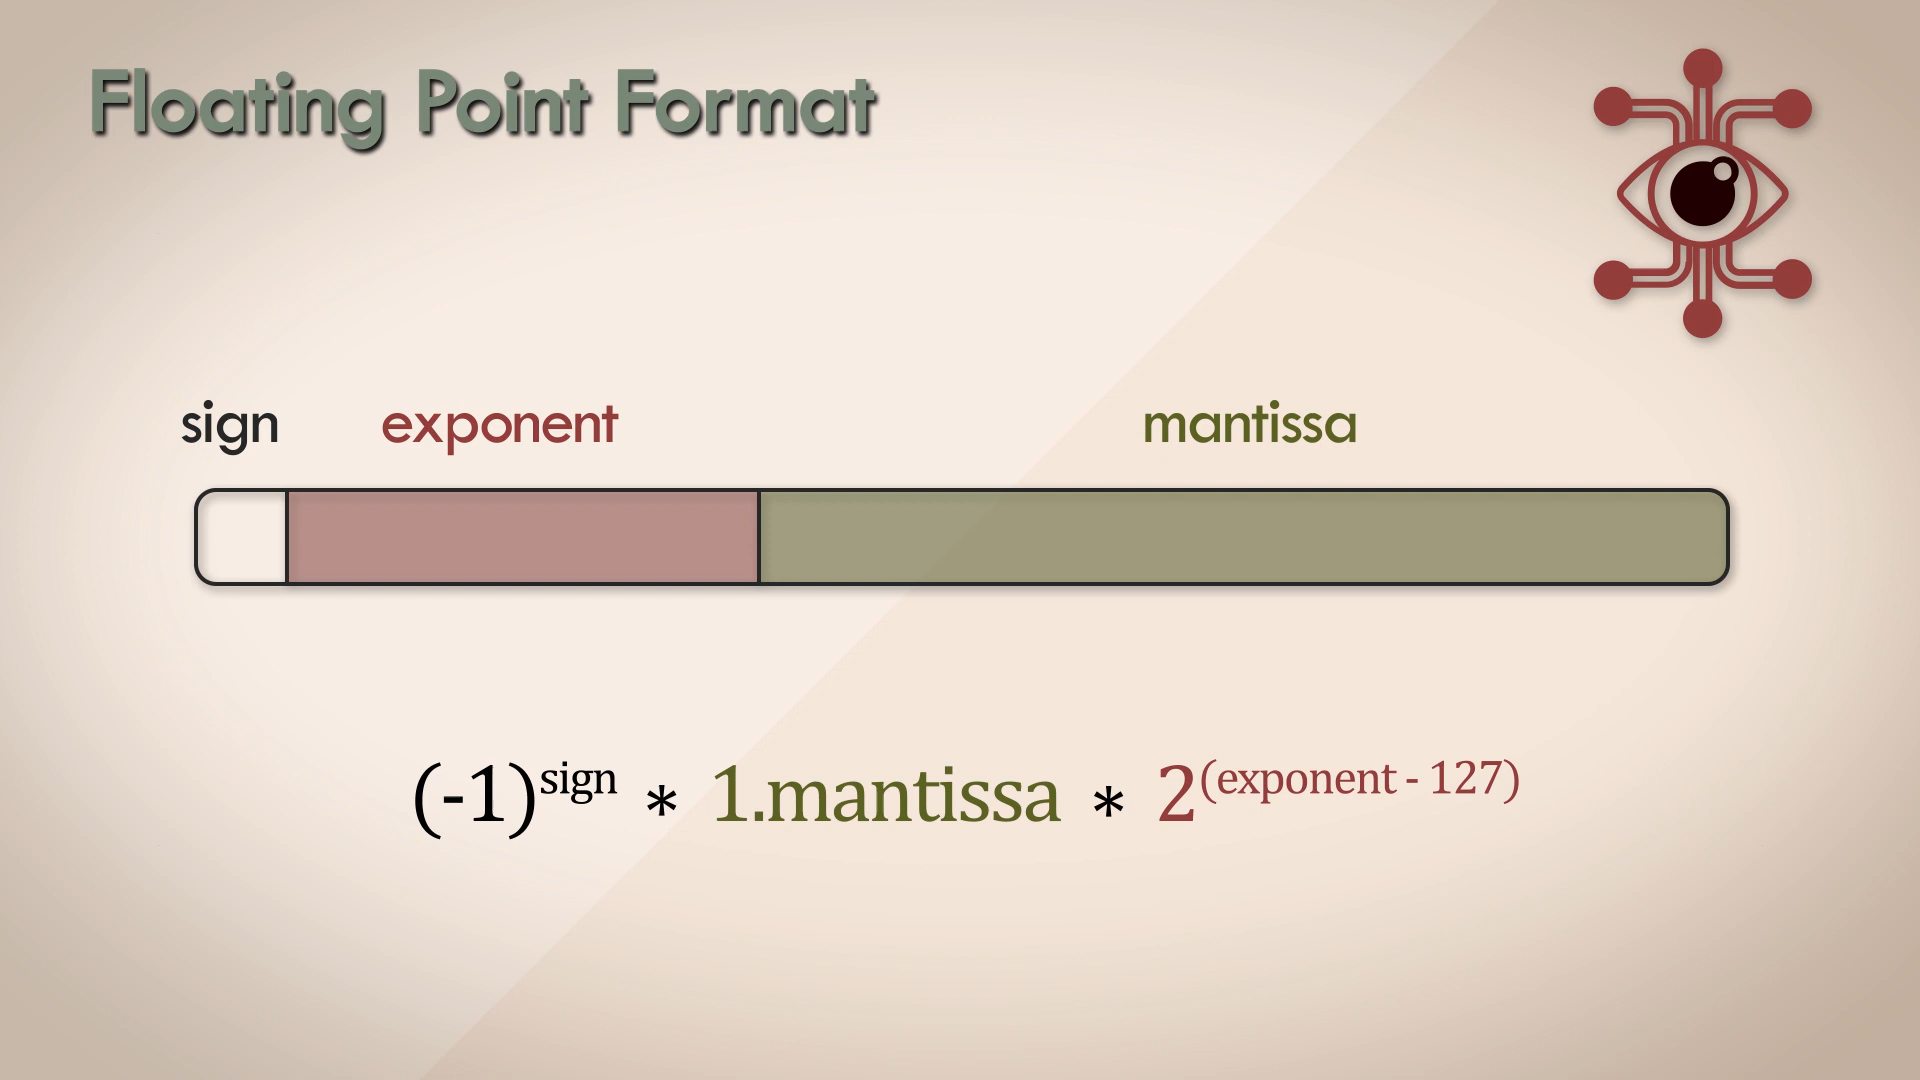 Floating Point Format
sign exponent mantissa
(-1)^sign * 1.mantissa * 2^(exponent - 127)